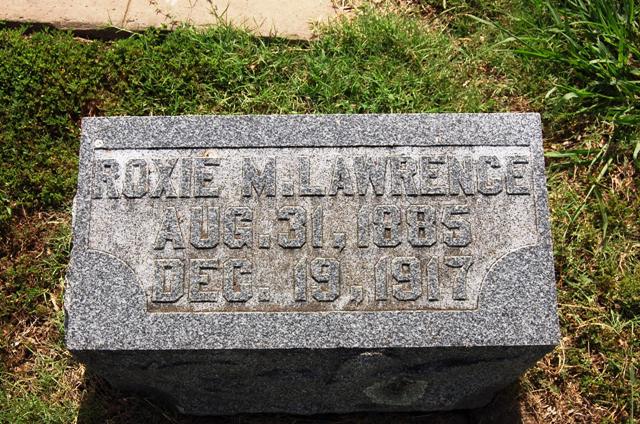 ROXIE M. LAWRENCE
AUG. 31, 1885
DEC. 19, 1917